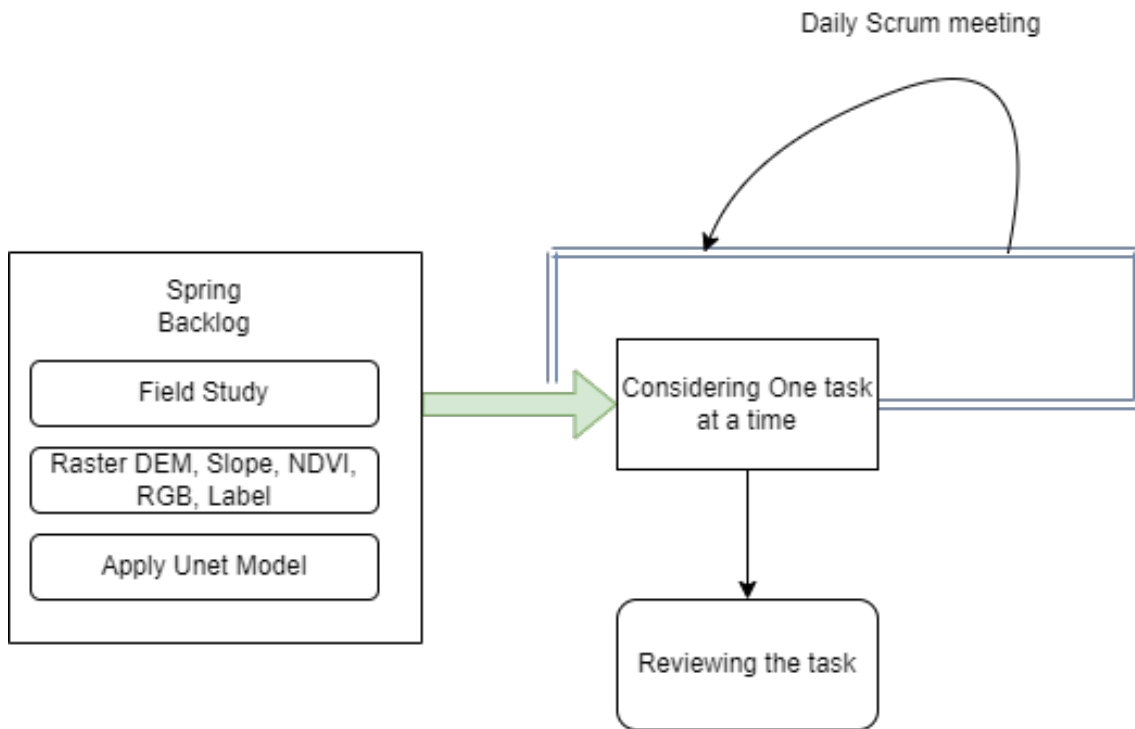 Daily Scrum meeting
Spring
Backlog
Field Study
Raster DEM, Slope, NDVI,
RGB, Label
Apply Unet Model
Considering One task
at a time
Reviewing the task